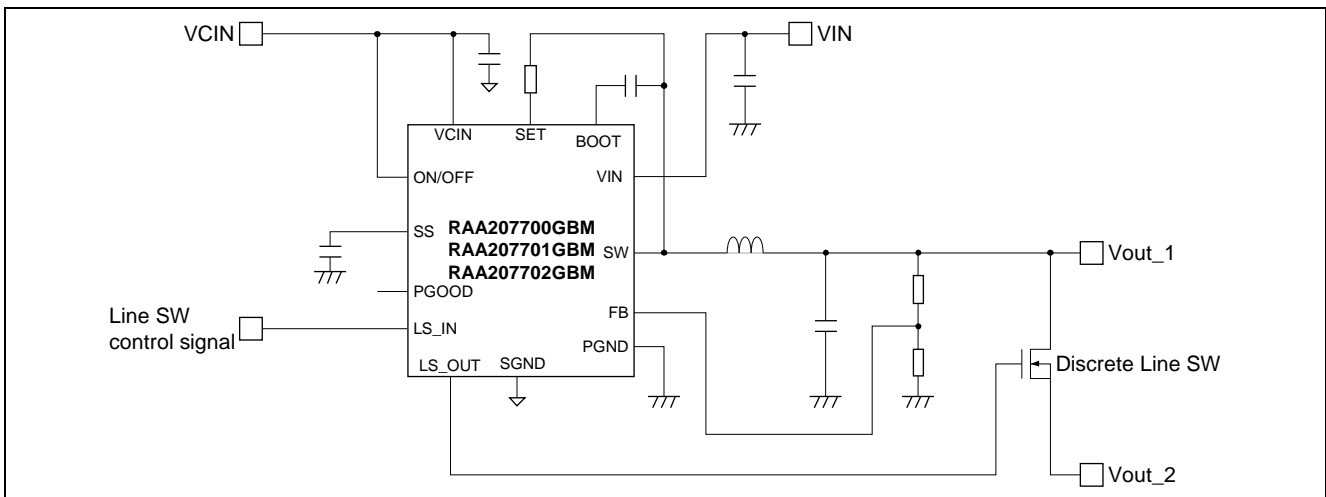 VCIN
VIN
VCIN
SET
BOOT
ON/OFF
VIN
SS
RAA207700GBM
RAA207701GBM
RAA207702GBM
SW
Vout_1
PGOOD
FB
Line SW
control signal
LS_IN
PGND
LS_OUT
SGND
Discrete Line SW
Vout_2